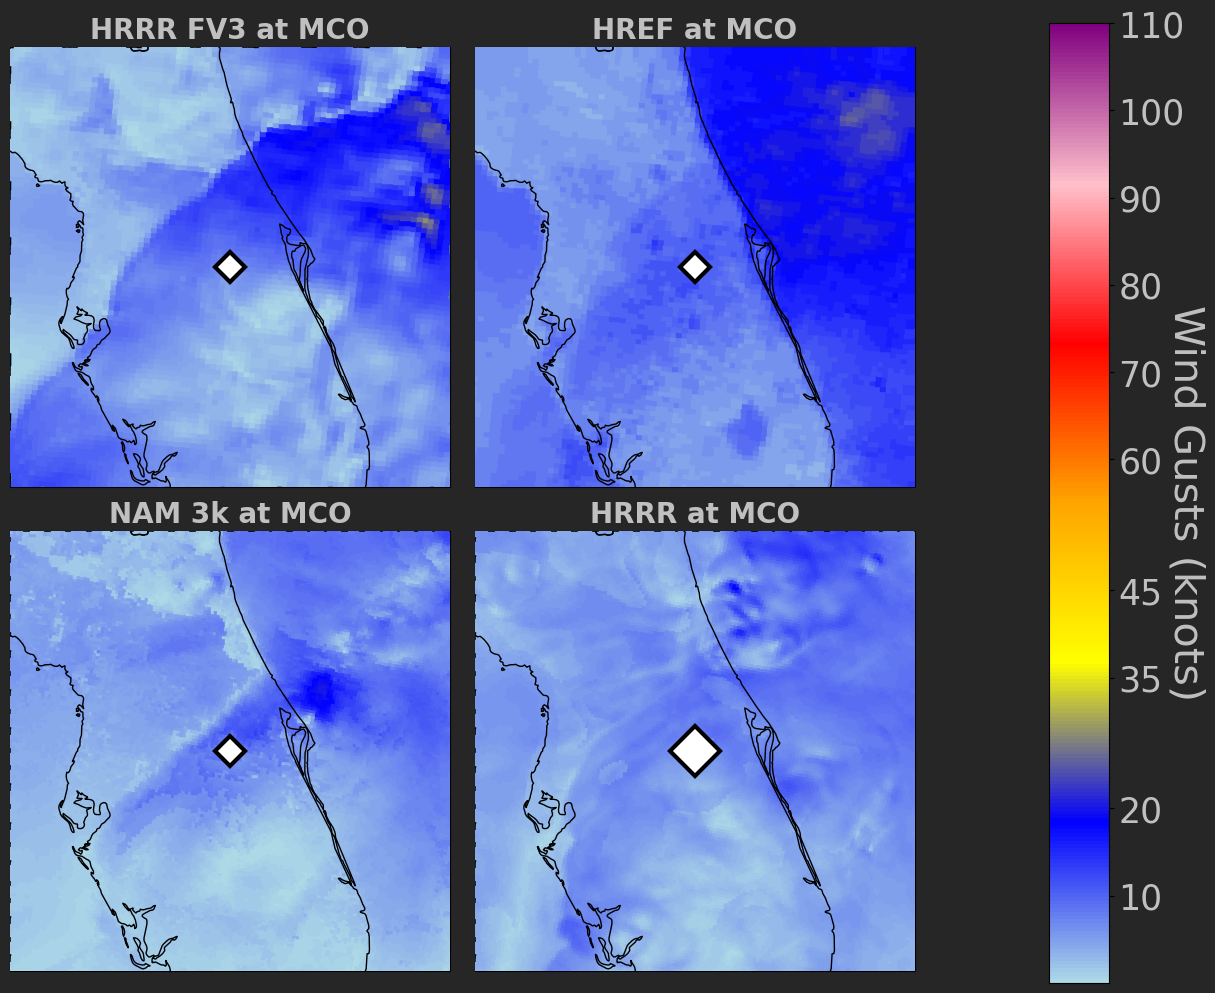 HRRR FV3 at MCO
HREF at MCO
NAM 3k at MCO
HRRR at MCO
110
100
90
80
70
60
45
35
20
10
Wind Gusts (knots)